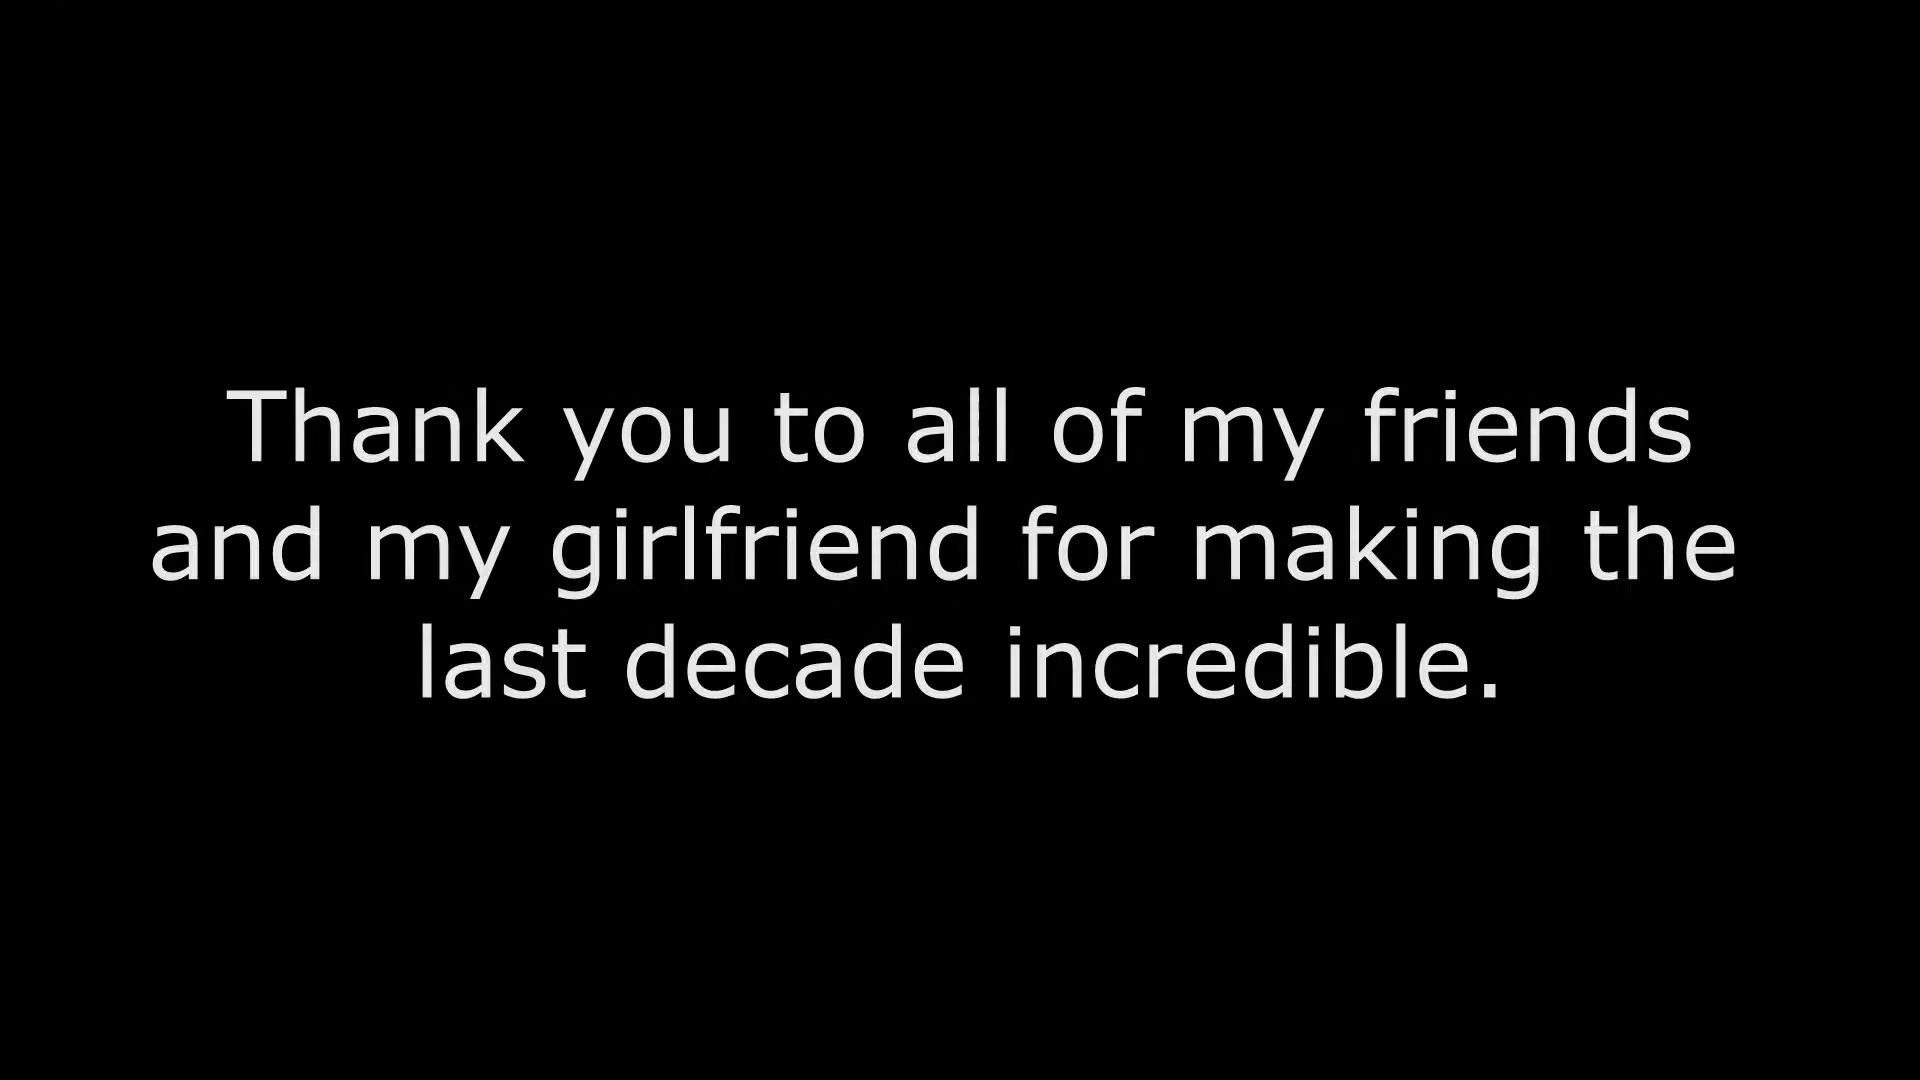 Thank you to all of my friends
and my girlfriend for making the
last decade incredible.